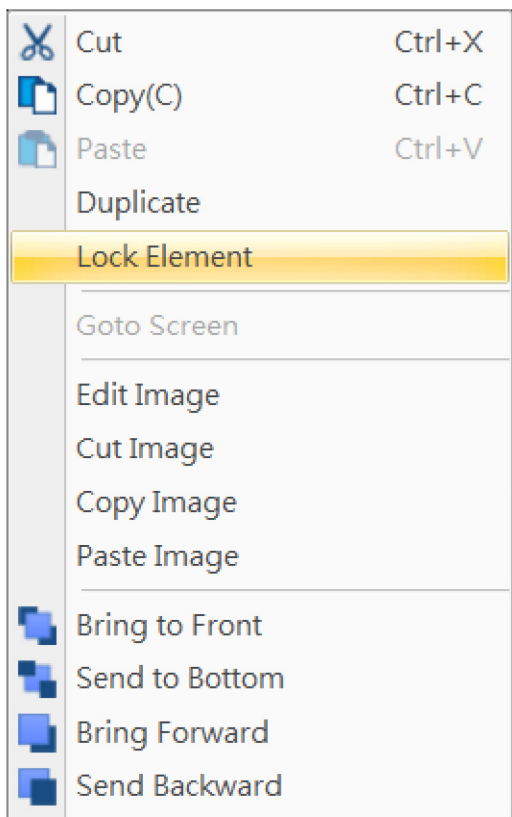 Cut Ctrl+X
Copy(C) Ctrl+C
Paste Ctrl+V
Duplicate
Lock Element
Goto Screen
Edit Image
Cut Image
Copy Image
Paste Image
Bring to Front
Send to Bottom
Bring Forward
Send Backward